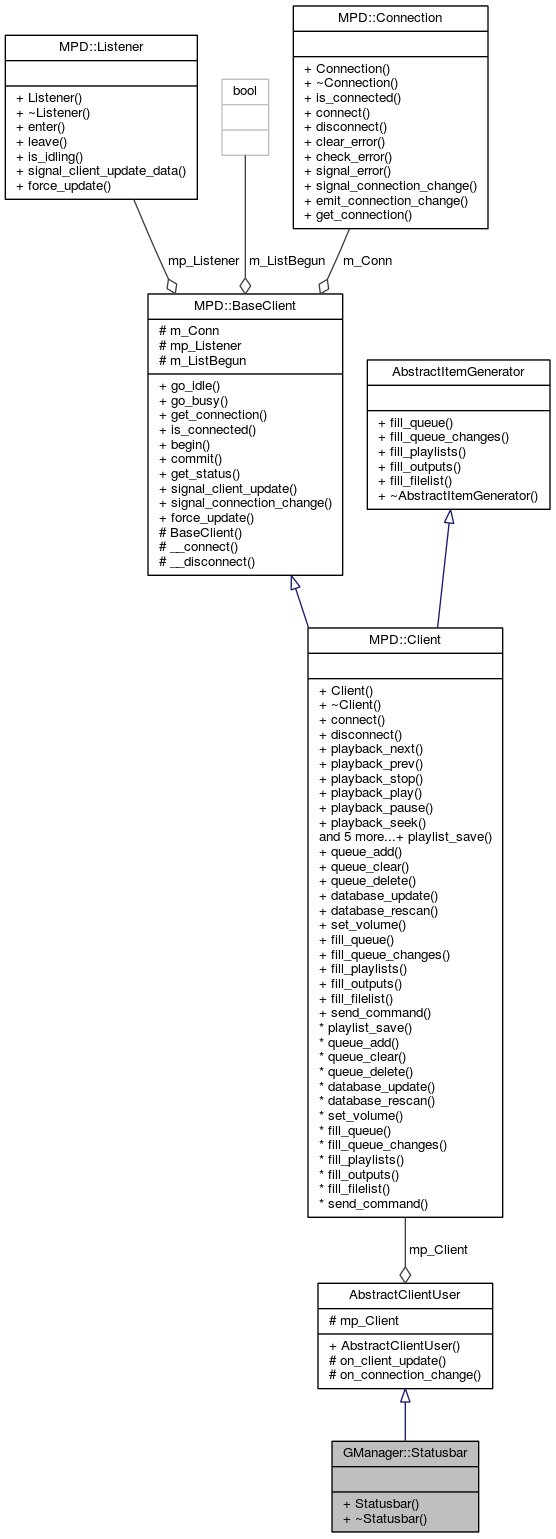 MPD::Listener
+ Listener()
+ ~Listener()
+ enter()
+ leave()
+ is_idling()
+ signal_client_update_data()
+ force_update()
bool
MPD::Connection
+ Connection()
+ ~Connection()
+ is_connected()
+ connect()
+ disconnect()
+ clear_error()
+ check_error()
+ signal_error()
+ signal_connection_change()
+ emit_connection_change()
+ get_connection()
mp_Listener
m_ListBegun
m_Conn
MPD::BaseClient
# m_Conn
# mp_Listener
# m_ListBegun
+ go_idle()
+ go_busy()
+ get_connection()
+ is_connected()
+ begin()
+ commit()
+ get_status()
+ signal_client_update()
+ signal_connection_change()
+ force_update()
# BaseClient()
# __connect()
# __disconnect()
AbstractItemGenerator
+ fill_queue()
+ fill_queue_changes()
+ fill_playlists()
+ fill_outputs()
+ fill_filelist()
+ ~AbstractItemGenerator()
MPD::Client
+ Client()
+ ~Client()
+ connect()
+ disconnect()
+ playback_next()
+ playback_prev()
+ playback_stop()
+ playback_play()
+ playback_pause()
+ playback_seek()
and 5 more...+ playlist_save()
+ queue_add()
+ queue_clear()
+ queue_delete()
+ database_update()
+ database_rescan()
+ set_volume()
+ fill_queue()
+ fill_queue_changes()
+ fill_playlists()
+ fill_outputs()
+ fill_filelist()
+ send_command()
* playlist_save()
* queue_add()
* queue_clear()
* queue_delete()
* database_update()
* database_rescan()
* set_volume()
* fill_queue()
* fill_queue_changes()
* fill_playlists()
* fill_outputs()
* fill_filelist()
* send_command()
mp_Client
AbstractClientUser
# mp_Client
+ AbstractClientUser()
# on_client_update()
# on_connection_change()
GManager::Statusbar
+ Statusbar()
+ ~Statusbar()